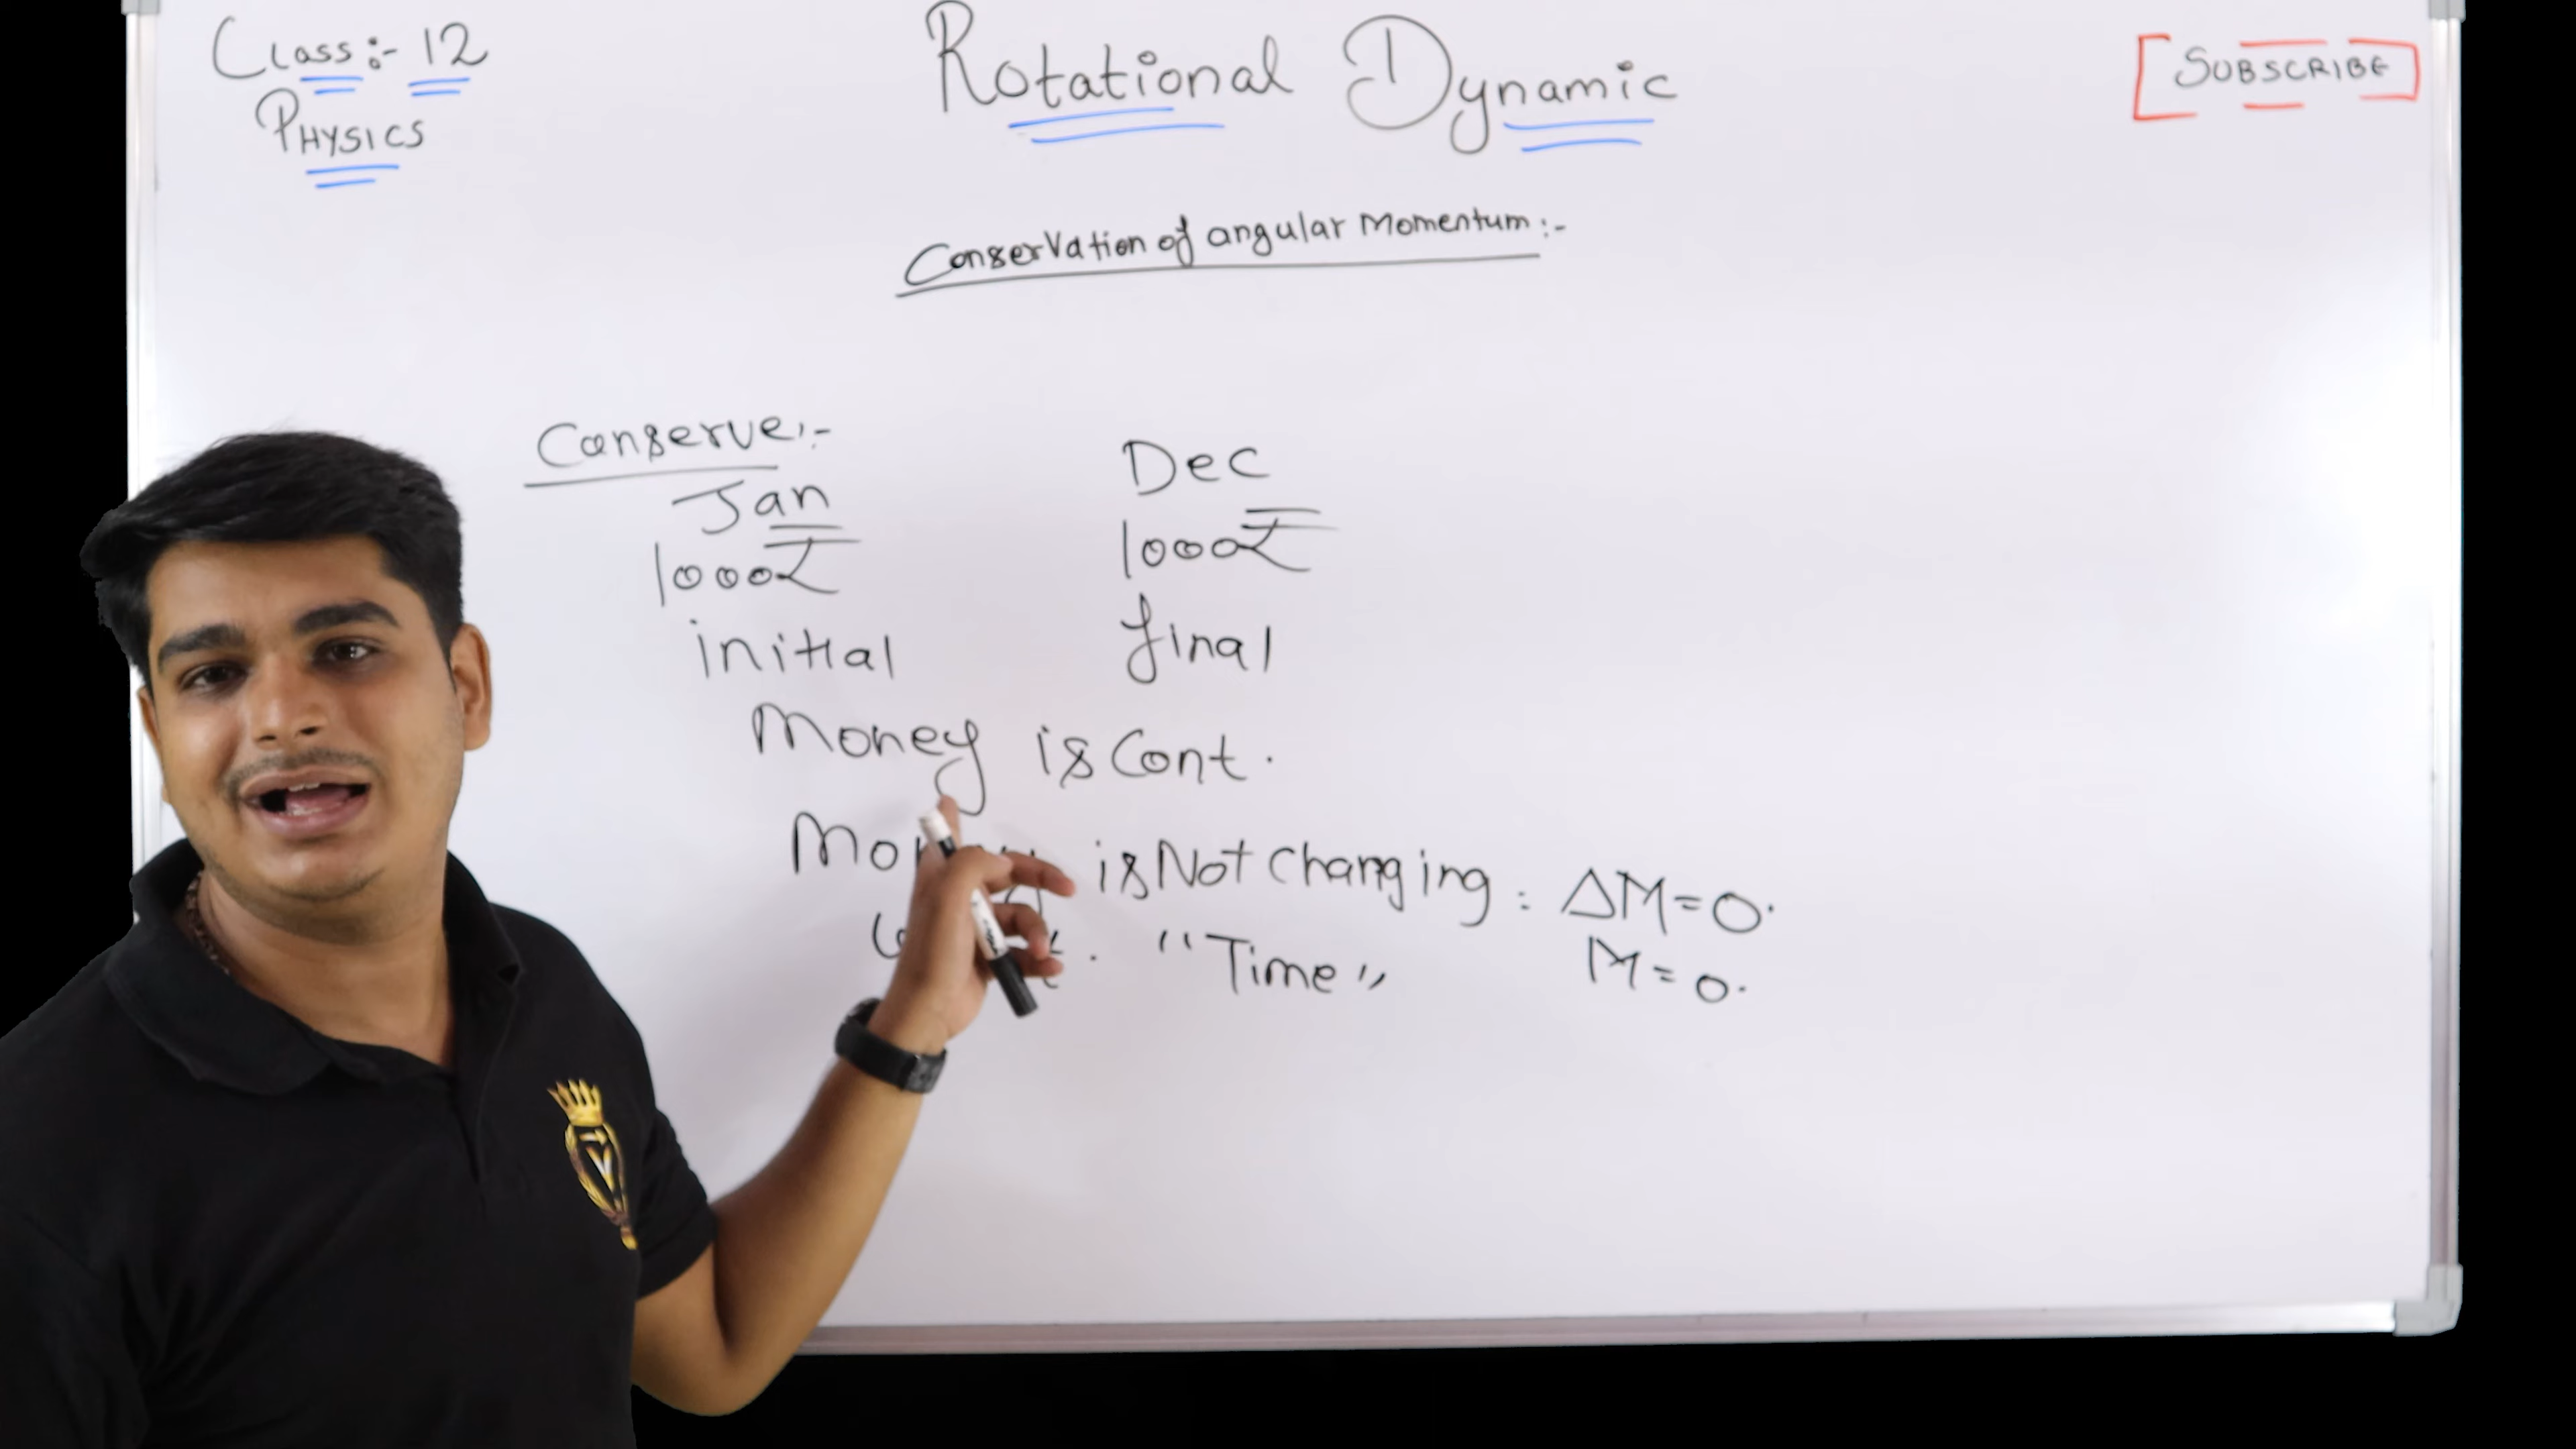 Class:- 12
Physics
Rotational Dynamic
SUBSCRIBE
Conservation of angular Momentum:-
Conserve:-
Jan Dec
1000₹ 1000₹
initial final
Money is Cont.
is Not Changing : ΔM=0.
"Time" M=0.